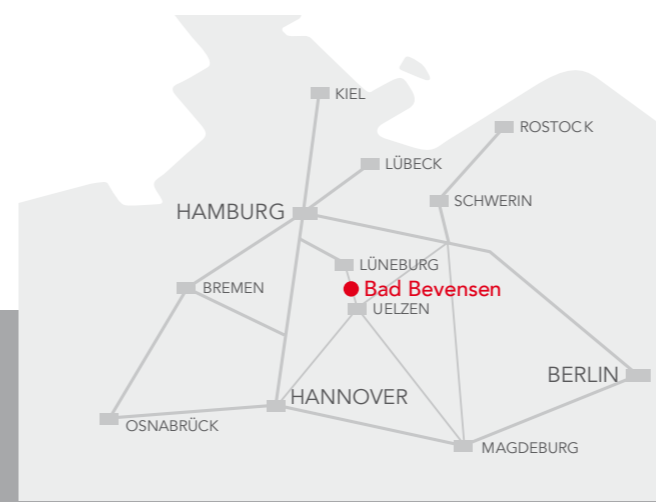 KIEL
ROSTOCK
LÜBECK
SCHWERIN
HAMBURG
LÜNEBURG
BREMEN
Bad Bevensen
UELZEN
BERLIN
HANNOVER
OSNABRÜCK
MAGDEBURG